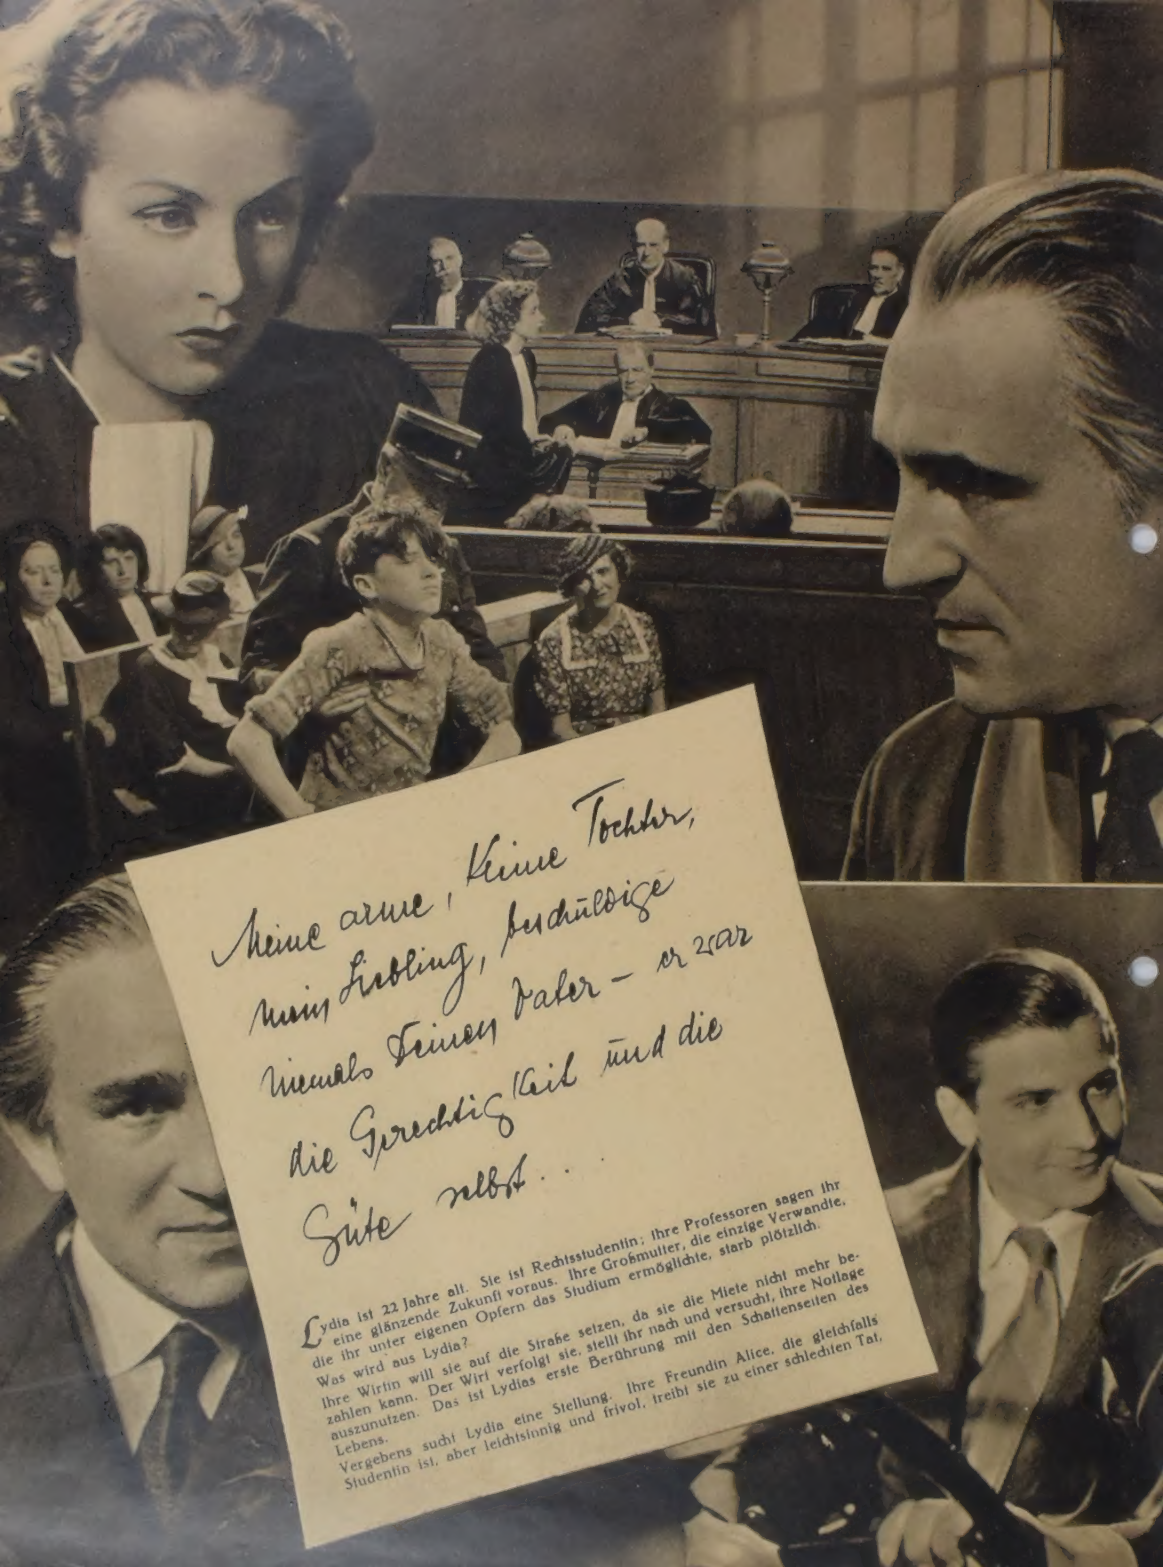 Meine arme, kleine Tochter,
mein Liebling, beschuldige
niemals Deinen Vater – er war
die Gerechtigkeit und die
Güte selbst...
Lydia ist 22 Jahre alt. Sie ist Rechtsstudentin; ihre Professoren sagen ihr
eine glänzende Zukunft voraus. Ihre Großmutter, die einzige Verwandte,
die ihr unter eigenen Opfern das Studium ermöglichte, starb plötzlich.
Was wird aus Lydia?
Ihre Wirtin will sie auf die Straße setzen, da sie die Miete nicht mehr be-
zahlen kann. Der Wirt verfolgt sie, stellt ihr nach und versucht, ihre Notlage
auszunutzen. Das ist Lydias erste Berührung mit den Schattenseiten des
Lebens.
Vergebens sucht Lydia eine Stellung. Ihre Freundin Alice, die gleichfalls
Studentin ist, aber leichtsinnig und frivol, treibt sie zu einer schlechten Tat,